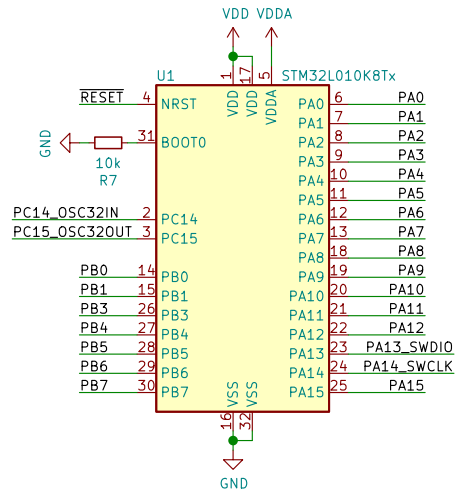 VDD VDDA
U1 STM32L010K8Tx
1 17 5
VDD VDD VDDA
RESET 4 NRST PA0 6 PA0
PA1 7 PA1
GND 31 BOOT0 PA2 8 PA2
10k PA3 9 PA3
R7 PA4 10 PA4
PA5 11 PA5
PC14_OSC32IN 2 PC14 PA6 12 PA6
PC15_OSC32OUT 3 PC15 PA7 13 PA7
PA8 18 PA8
PB0 14 PB0 PA9 19 PA9
PB1 15 PB1 PA10 20 PA10
PB3 26 PB3 PA11 21 PA11
PB4 27 PB4 PA12 22 PA12
PB5 28 PB5 PA13 23 PA13_SWDIO
PB6 29 PB6 PA14 24 PA14_SWCLK
PB7 30 PB7 PA15 25 PA15
VSS VSS
16 32
GND